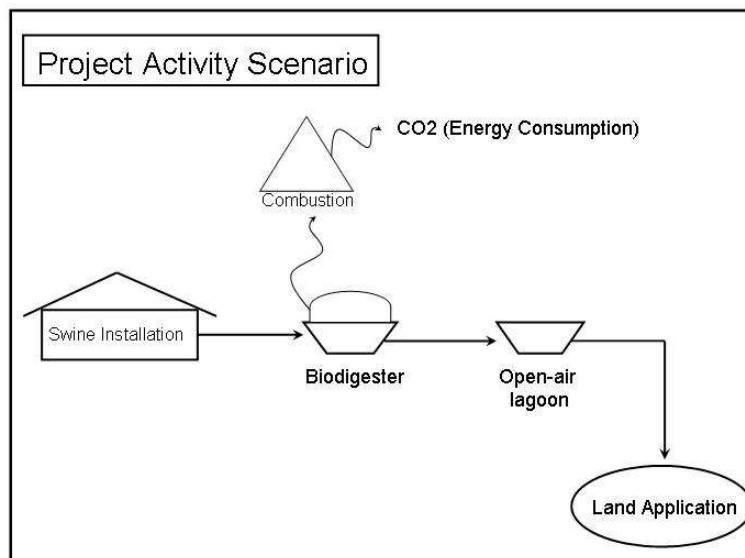 Project Activity Scenario
CO2 (Energy Consumption)
Combustion
Swine Installation
Biodigester
Open-air
lagoon
Land Application